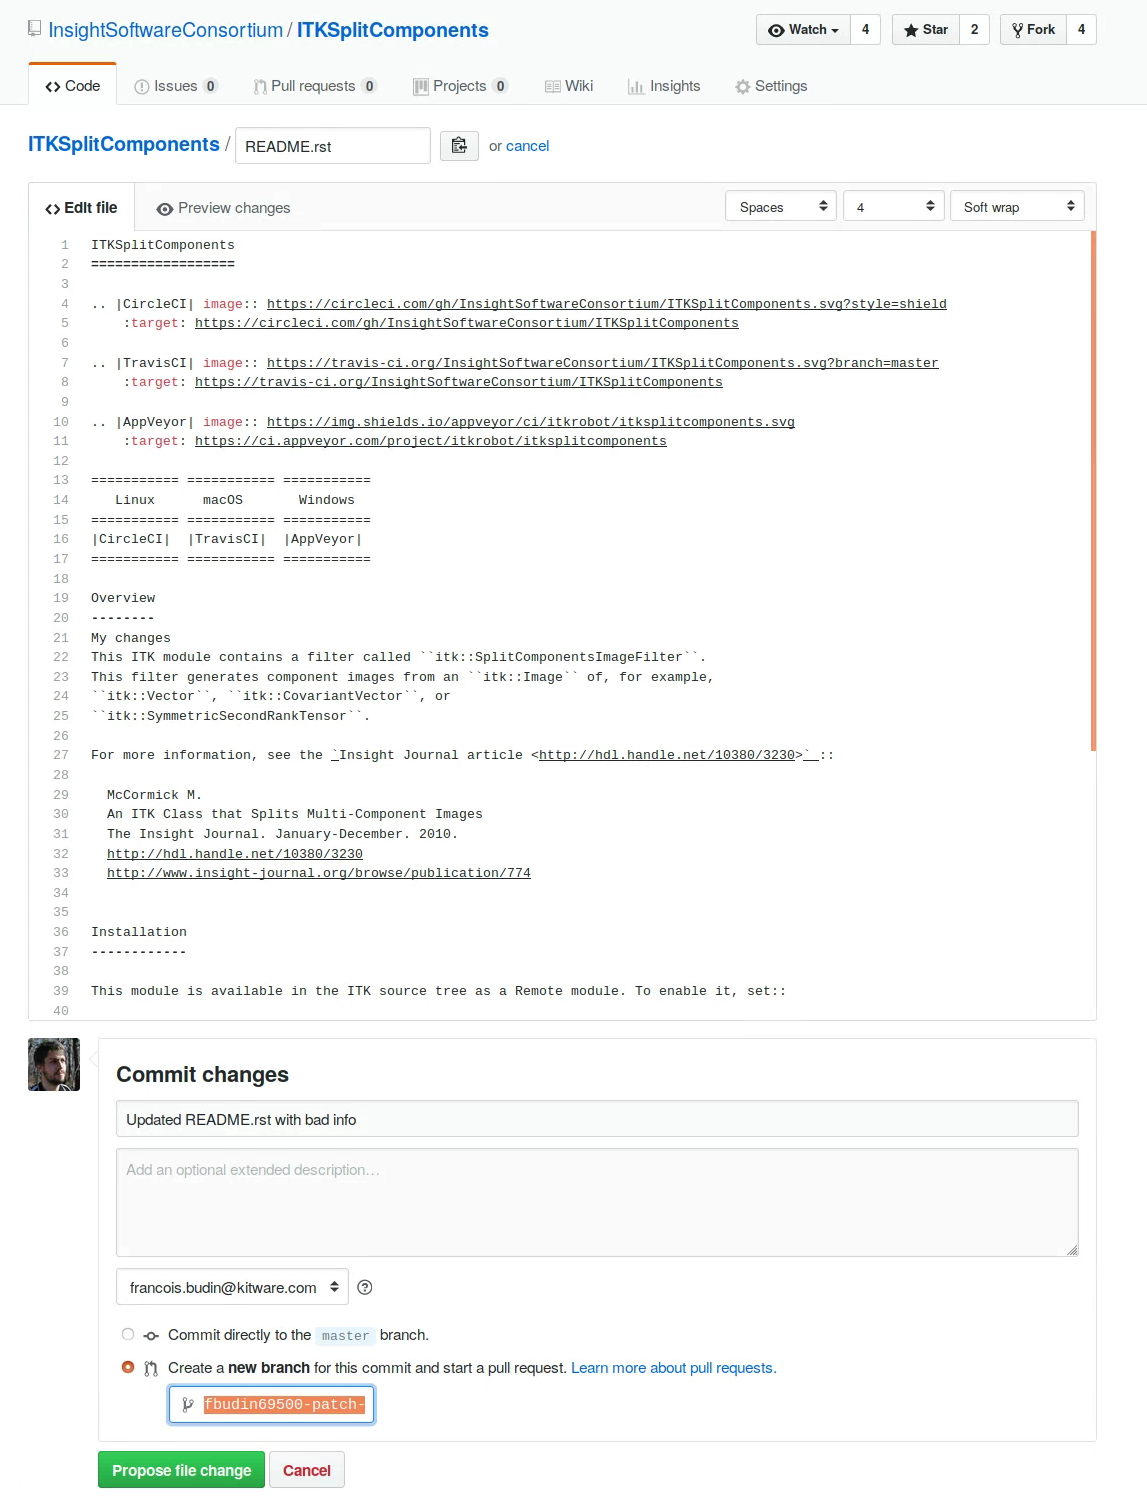 InsightSoftwareConsortium / ITKSplitComponents
Watch 4 Star 2 Fork 4
Code Issues 0 Pull requests 0 Projects 0 Wiki Insights Settings
ITKSplitComponents / README.rst or cancel
Edit file Preview changes Spaces 4 Soft wrap
1 ITKSplitComponents
2 ==================
3
4 .. |CircleCI| image:: https://circleci.com/gh/InsightSoftwareConsortium/ITKSplitComponents.svg?style=shield
5     :target: https://circleci.com/gh/InsightSoftwareConsortium/ITKSplitComponents
6
7 .. |TravisCI| image:: https://travis-ci.org/InsightSoftwareConsortium/ITKSplitComponents.svg?branch=master
8     :target: https://travis-ci.org/InsightSoftwareConsortium/ITKSplitComponents
9
10 .. |AppVeyor| image:: https://img.shields.io/appveyor/ci/itkrobot/itksplitcomponents.svg
11     :target: https://ci.appveyor.com/project/itkrobot/itksplitcomponents
12
13 =========== =========== ===========
14    Linux      macOS       Windows
15 =========== =========== ===========
16 |CircleCI|  |TravisCI|  |AppVeyor|
17 =========== =========== ===========
18
19 Overview
20 --------
21 My changes
22 This ITK module contains a filter called ``itk::SplitComponentsImageFilter``.
23 This filter generates component images from an ``itk::Image`` of, for example,
24 ``itk::Vector``, ``itk::CovariantVector``, or
25 ``itk::SymmetricSecondRankTensor``.
26
27 For more information, see the `Insight Journal article <http://hdl.handle.net/10380/3230>`_::
28
29   McCormick M.
30   An ITK Class that Splits Multi-Component Images
31   The Insight Journal. January-December. 2010.
32   http://hdl.handle.net/10380/3230
33   http://www.insight-journal.org/browse/publication/774
34
35
36 Installation
37 ------------
38
39 This module is available in the ITK source tree as a Remote module. To enable it, set::
40
Commit changes
Updated README.rst with bad info
Add an optional extended description…
francois.budin@kitware.com
Commit directly to the master branch.
Create a new branch for this commit and start a pull request. Learn more about pull requests.
fbudin69500-patch-
Propose file change Cancel